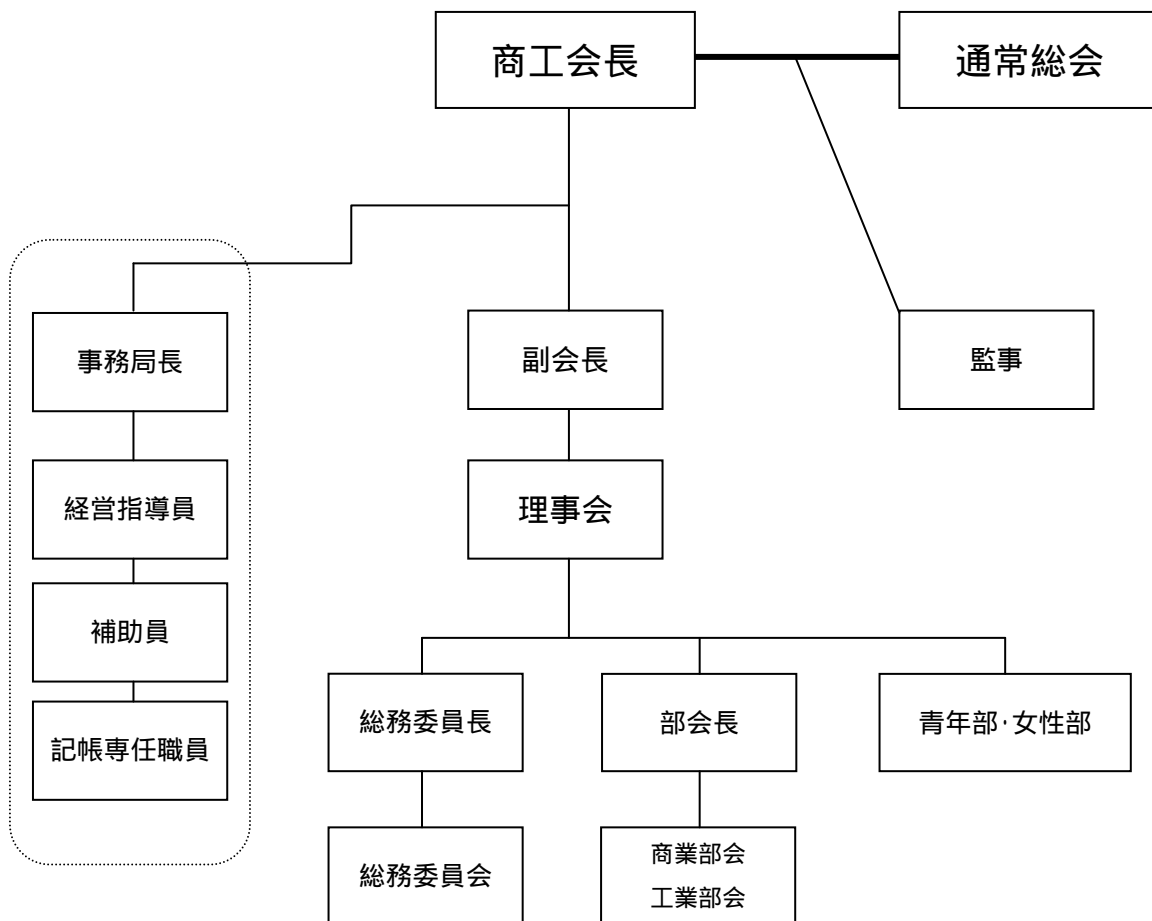 商工会長
通常総会
事務局長
副会長
監事
経営指導員
理事会
補助員
記帳専任職員
総務委員長
部会長
青年部・女性部
総務委員会
商業部会
工業部会